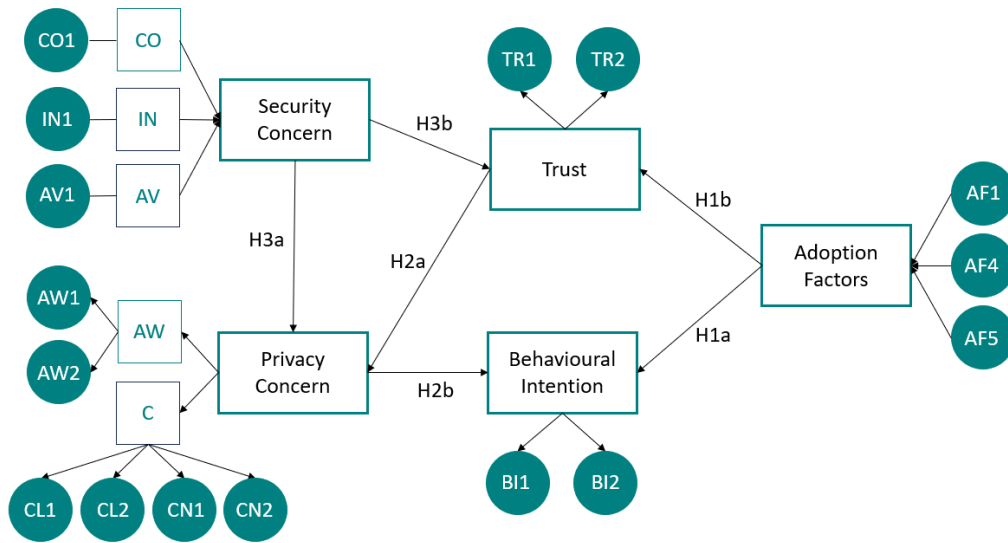 CO1
CO
TR1
TR2
IN1
IN
Security
Concern
H3b
Trust
AV1
AV
H1b
AF1
H3a
H2a
Adoption
Factors
AF4
AW1
AW
AW2
Privacy
Concern
H2b
Behavioural
Intention
H1a
AF5
C
BI1
BI2
CL1
CL2
CN1
CN2